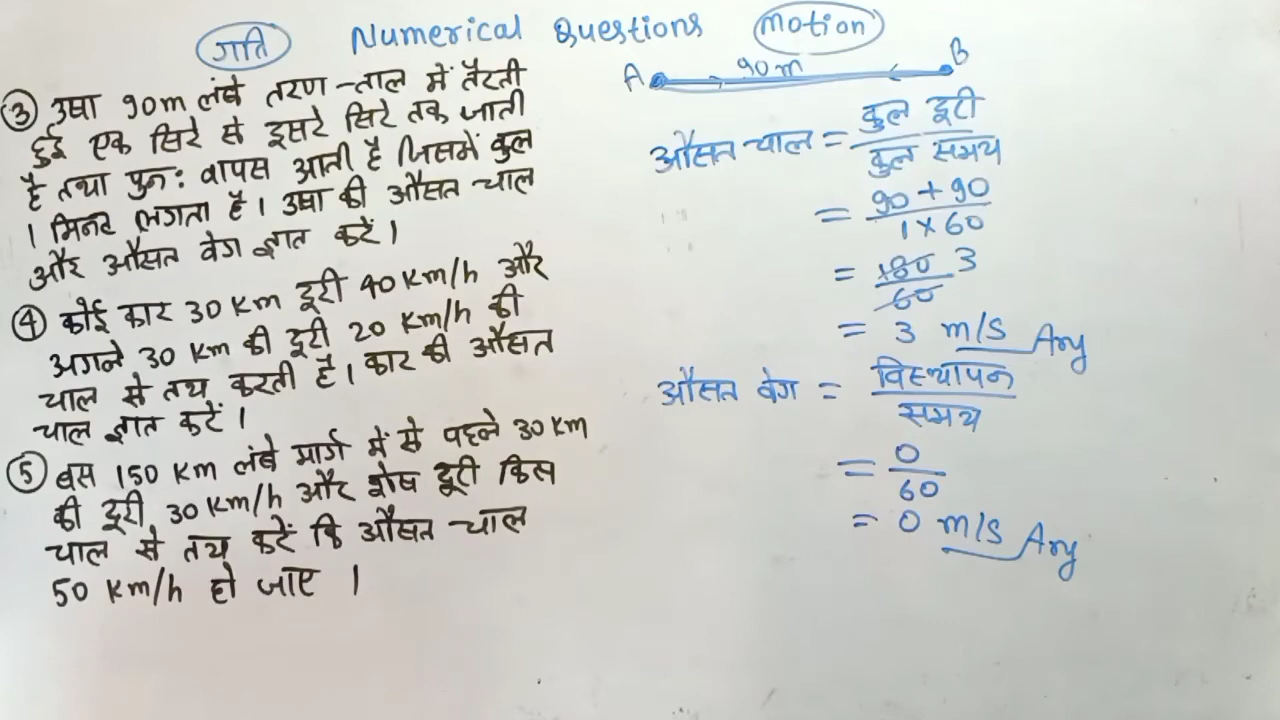 गति Numerical Questions motion
③ उषा 90m लंबे तरण-ताल में तैरती
हुई एक सिरे से दूसरे सिरे तक जाती
है तथा पुन: वापस आती है जिसमें कुल
1 मिनट लगता है। उषा की औसत चाल
और औसत वेग ज्ञात करें।
④ कोई कार 30 Km दूरी 40 Km/h और
अगले 30 Km की दूरी 20 Km/h की
चाल से तय करती है। कार की औसत
चाल ज्ञात करें।
⑤ बस 150 Km लंबे मार्ग में से पहले 30 Km
की दूरी 30 Km/h और शेष दूरी किस
चाल से तय करें कि औसत चाल
50 Km/h हो जाए ।
A 90m B
औसत चाल = कुल दूरी
कुल समय
= 90 + 90
1 × 60
= 180 3
60
= 3 m/s Ans
औसत वेग = विस्थापन
समय
= 0
60
= 0 m/s Ans